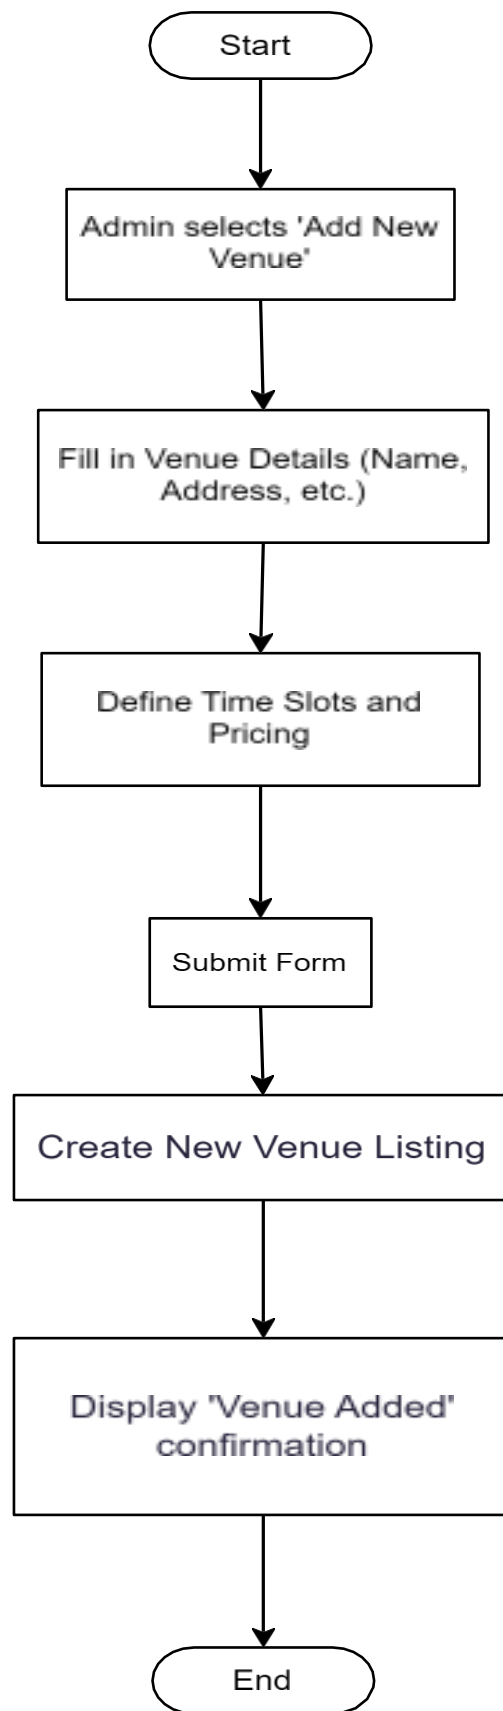 Start
Admin selects 'Add New
Venue'
Fill in Venue Details (Name,
Address, etc.)
Define Time Slots and
Pricing
Submit Form
Create New Venue Listing
Display 'Venue Added'
confirmation
End